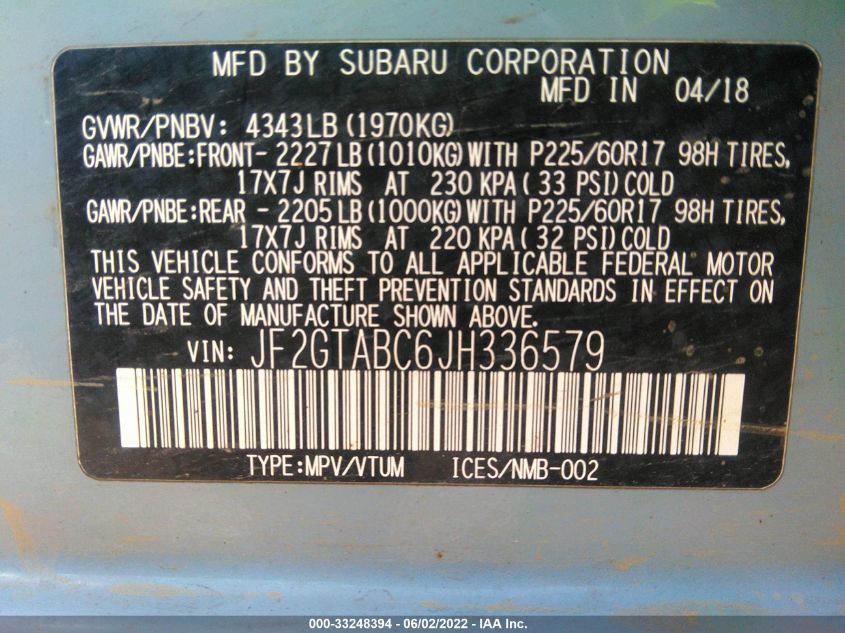 MFD BY SUBARU CORPORATION
MFD IN 04/18
GVWR/PNBV: 4343LB (1970KG)
GAWR/PNBE:FRONT- 2227 LB (1010KG) WITH P225/60R17 98H TIRES,
17X7J RIMS AT 230 KPA ( 33 PSI) COLD
GAWR/PNBE:REAR - 2205 LB (1000KG) WITH P225/60R17 98H TIRES,
17X7J RIMS AT 220 KPA ( 32 PSI) COLD
THIS VEHICLE CONFORMS TO ALL APPLICABLE FEDERAL MOTOR
VEHICLE SAFETY AND THEFT PREVENTION STANDARDS IN EFFECT ON
THE DATE OF MANUFACTURE SHOWN ABOVE.
VIN: JF2GTABC6JH336579
TYPE:MPV/VTUM ICES/NMB-002
000-33248394 - 06/02/2022 - IAA Inc.